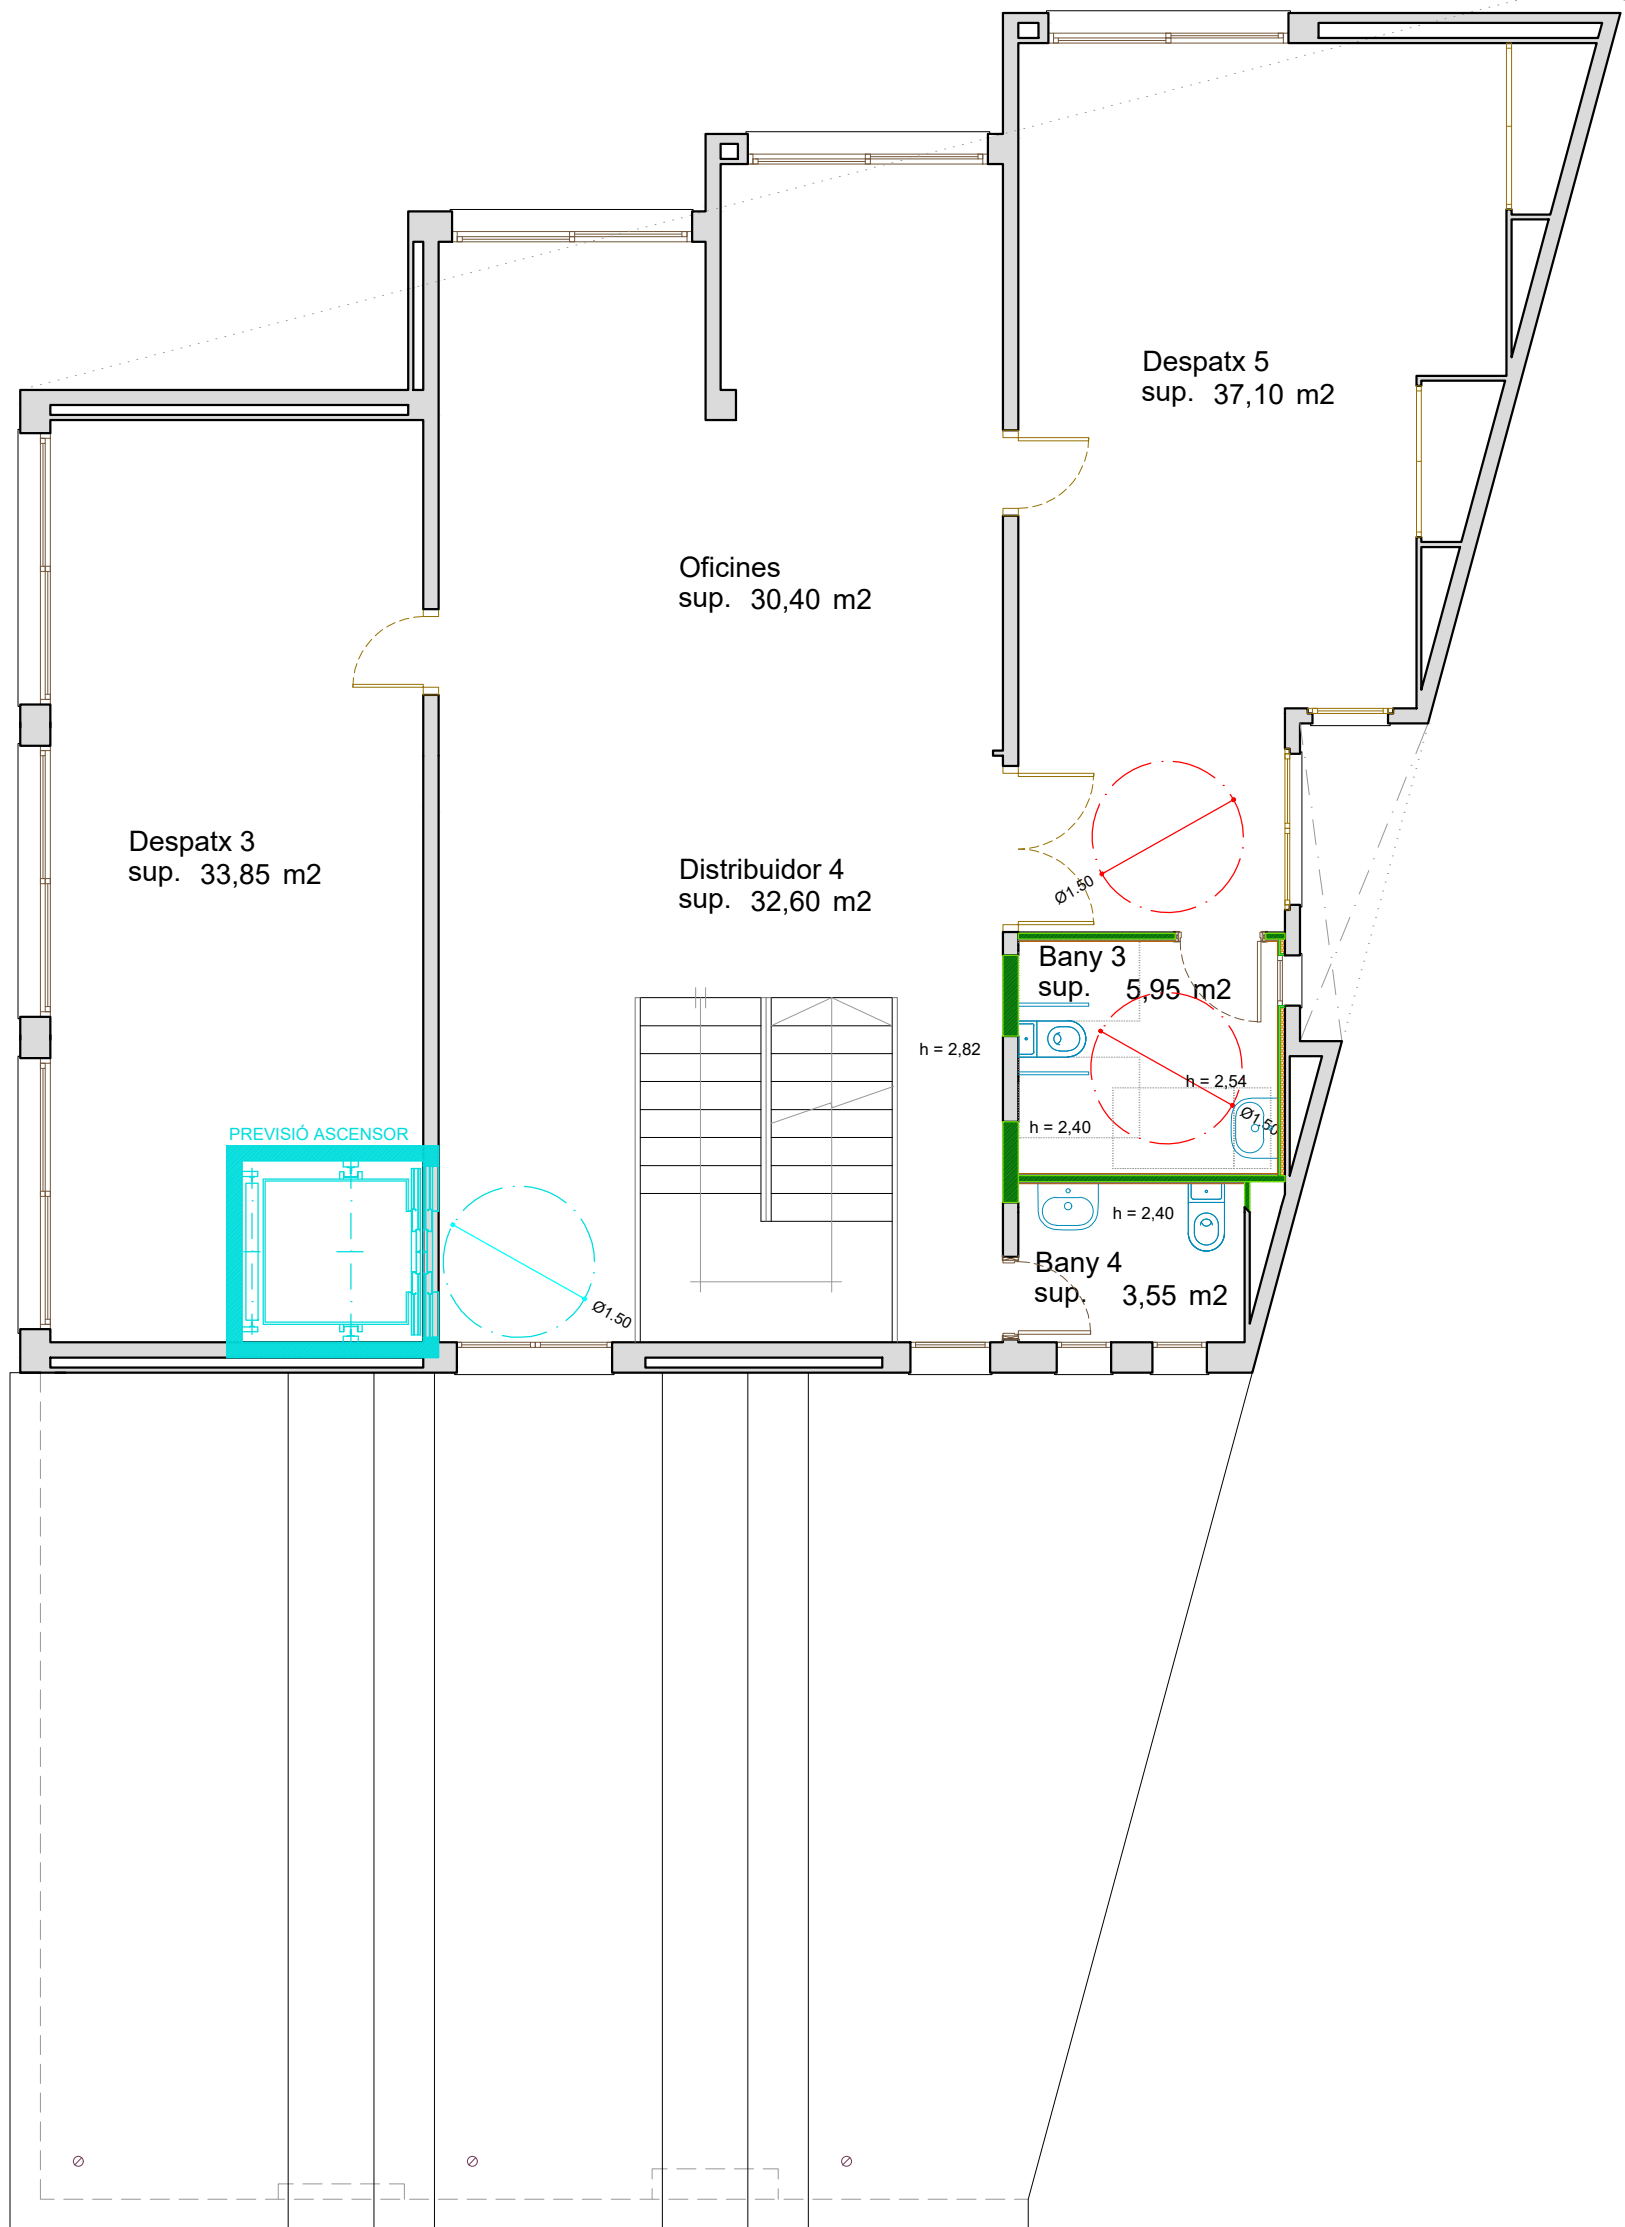 Despatx 5
sup. 37,10 m2
Oficines
sup. 30,40 m2
Despatx 3
sup. 33,85 m2
Distribuidor 4
sup. 32,60 m2
Ø1.50
Bany 3
sup. 5,95 m2
h = 2,82
h = 2,54
h = 2,40
Ø1.50
PREVISIÓ ASCENSOR
h = 2,40
Bany 4
sup. 3,55 m2
Ø1.50